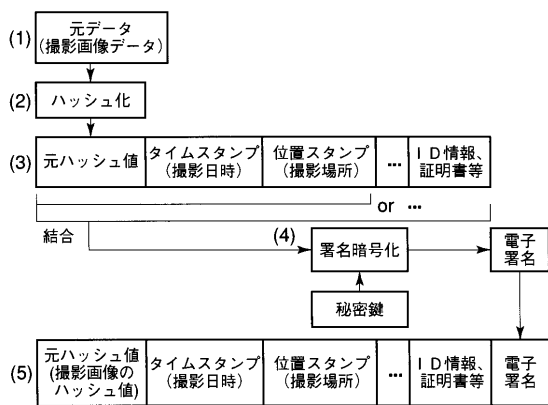 (1)
元データ
(撮影画像データ)
(2)
ハッシュ化
(3)
元ハッシュ値
タイムスタンプ
(撮影日時)
位置スタンプ
(撮影場所)
…
ＩＤ情報、
証明書等
or …
結合
(4)
署名暗号化
電子
署名
秘密鍵
(5)
元ハッシュ値
(撮影画像の
ハッシュ値)
タイムスタンプ
(撮影日時)
位置スタンプ
(撮影場所)
…
ＩＤ情報、
証明書等
電子
署名